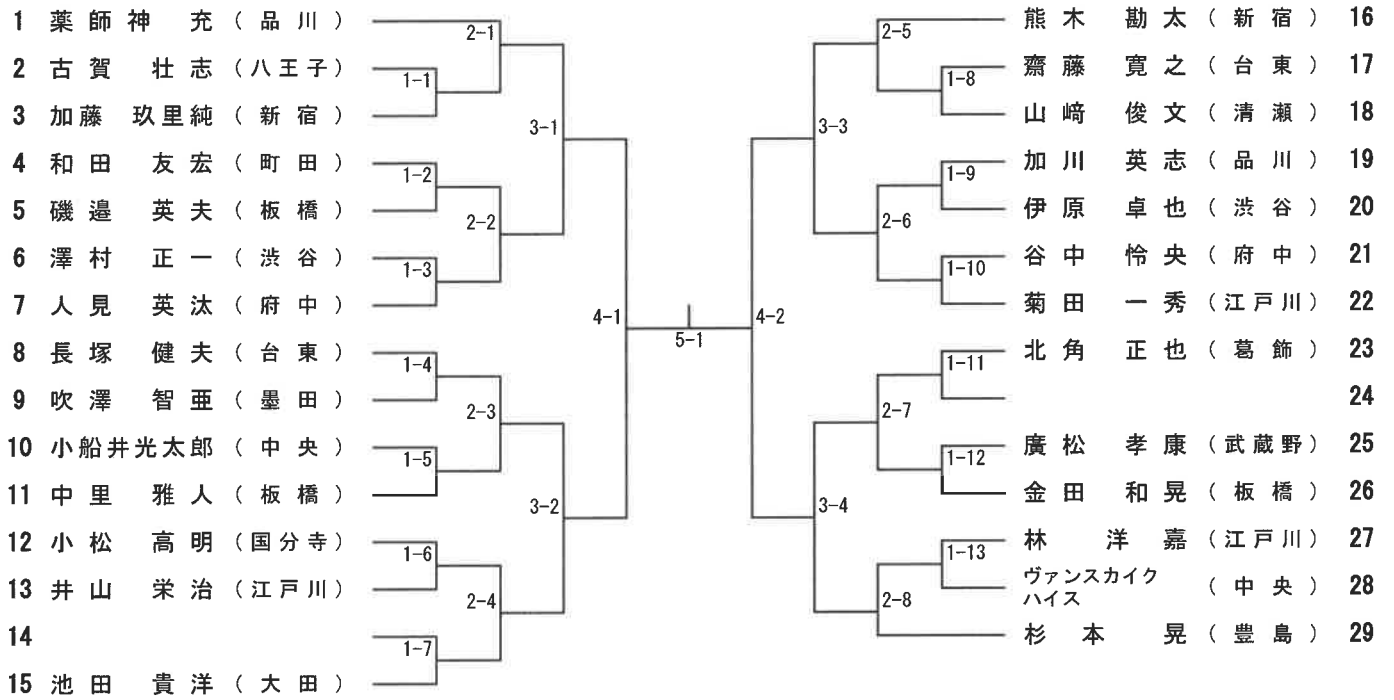 1 薬師神 充 (品川)
2 古賀 壮志 (八王子)
3 加藤 玖里純 (新宿)
4 和田 友宏 (町田)
5 磯邉 英夫 (板橋)
6 澤村 正一 (渋谷)
7 人見 英汰 (府中)
8 長塚 健夫 (台東)
9 吹澤 智亜 (墨田)
10 小船井光太郎 (中央)
11 中里 雅人 (板橋)
12 小松 高明 (国分寺)
13 井山 栄治 (江戸川)
14
15 池田 貴洋 (大田)
2-1
1-1
3-1
1-2
2-2
1-3
4-1
1-4
2-3
1-5
3-2
1-6
2-4
1-7
5-1
2-5
1-8
3-3
1-9
2-6
1-10
4-2
1-11
2-7
1-12
3-4
1-13
2-8
熊木 勘太 (新宿) 16
齋藤 寛之 (台東) 17
山﨑 俊文 (清瀬) 18
加川 英志 (品川) 19
伊原 卓也 (渋谷) 20
谷中 怜央 (府中) 21
菊田 一秀 (江戸川) 22
北角 正也 (葛飾) 23
24
廣松 孝康 (武蔵野) 25
金田 和晃 (板橋) 26
林 洋嘉 (江戸川) 27
ヴァンスカイク
ハイス (中央) 28
杉本 晃 (豊島) 29